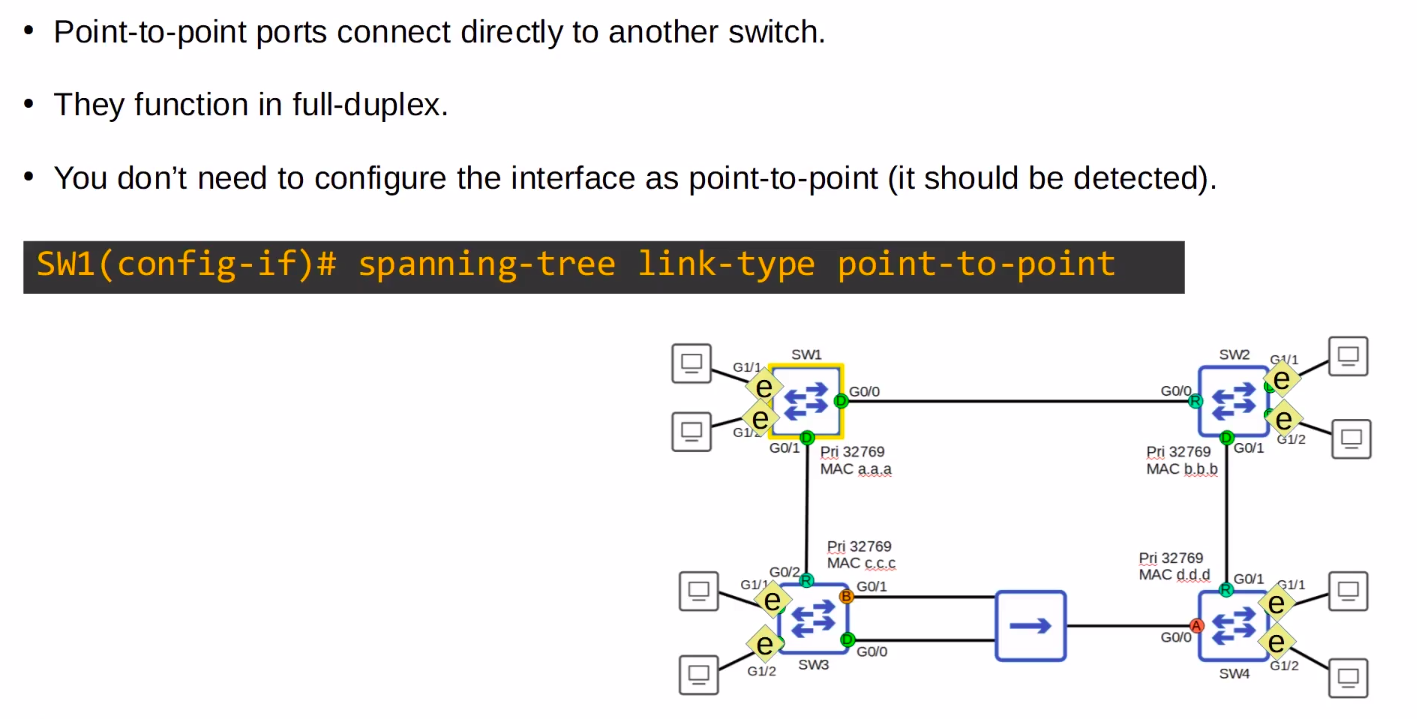 • Point-to-point ports connect directly to another switch.
• They function in full-duplex.
• You don’t need to configure the interface as point-to-point (it should be detected).
SW1(config-if)# spanning-tree link-type point-to-point
SW1
SW2
G1/1
G1/1
e
e
D
G0/0
G0/0
R
e
e
G1/2
G1/2
G0/1
D
D
G0/1
Pri 32769
MAC a.a.a
Pri 32769
MAC b.b.b
Pri 32769
MAC c.c.c
Pri 32769
MAC d.d.d
G0/2
R
R
G0/1
G1/1
G1/1
e
B
G0/1
e
e
D
G0/0
A
G0/0
e
G1/2
SW3
SW4
G1/2